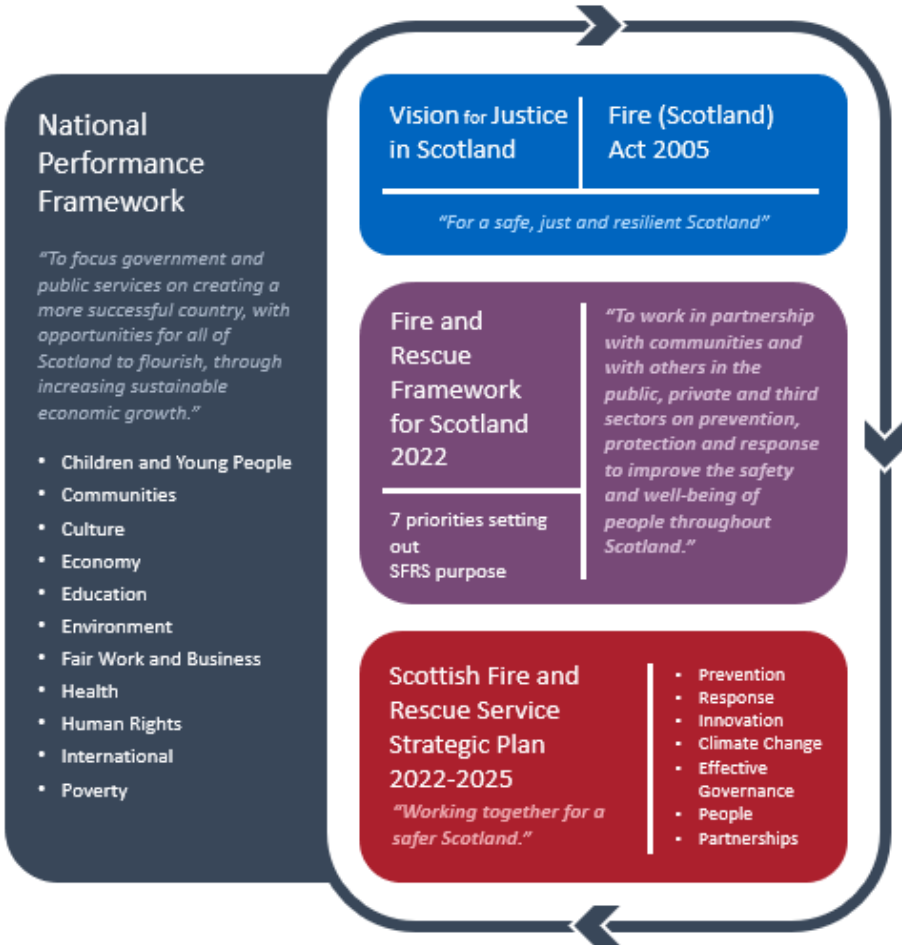 National
Performance
Framework
“To focus government and
public services on creating a
more successful country, with
opportunities for all of
Scotland to flourish, through
increasing sustainable
economic growth.”
• Children and Young People
• Communities
• Culture
• Economy
• Education
• Environment
• Fair Work and Business
• Health
• Human Rights
• International
• Poverty
Vision for Justice
in Scotland
Fire (Scotland)
Act 2005
“For a safe, just and resilient Scotland”
Fire and
Rescue
Framework
for Scotland
2022
7 priorities setting
out
SFRS purpose
“To work in partnership
with communities and
with others in the
public, private and third
sectors on prevention,
protection and response
to improve the safety
and well-being of
people throughout
Scotland.”
Scottish Fire and
Rescue Service
Strategic Plan
2022-2025
“Working together for a
safer Scotland.”
• Prevention
• Response
• Innovation
• Climate Change
• Effective
Governance
• People
• Partnerships